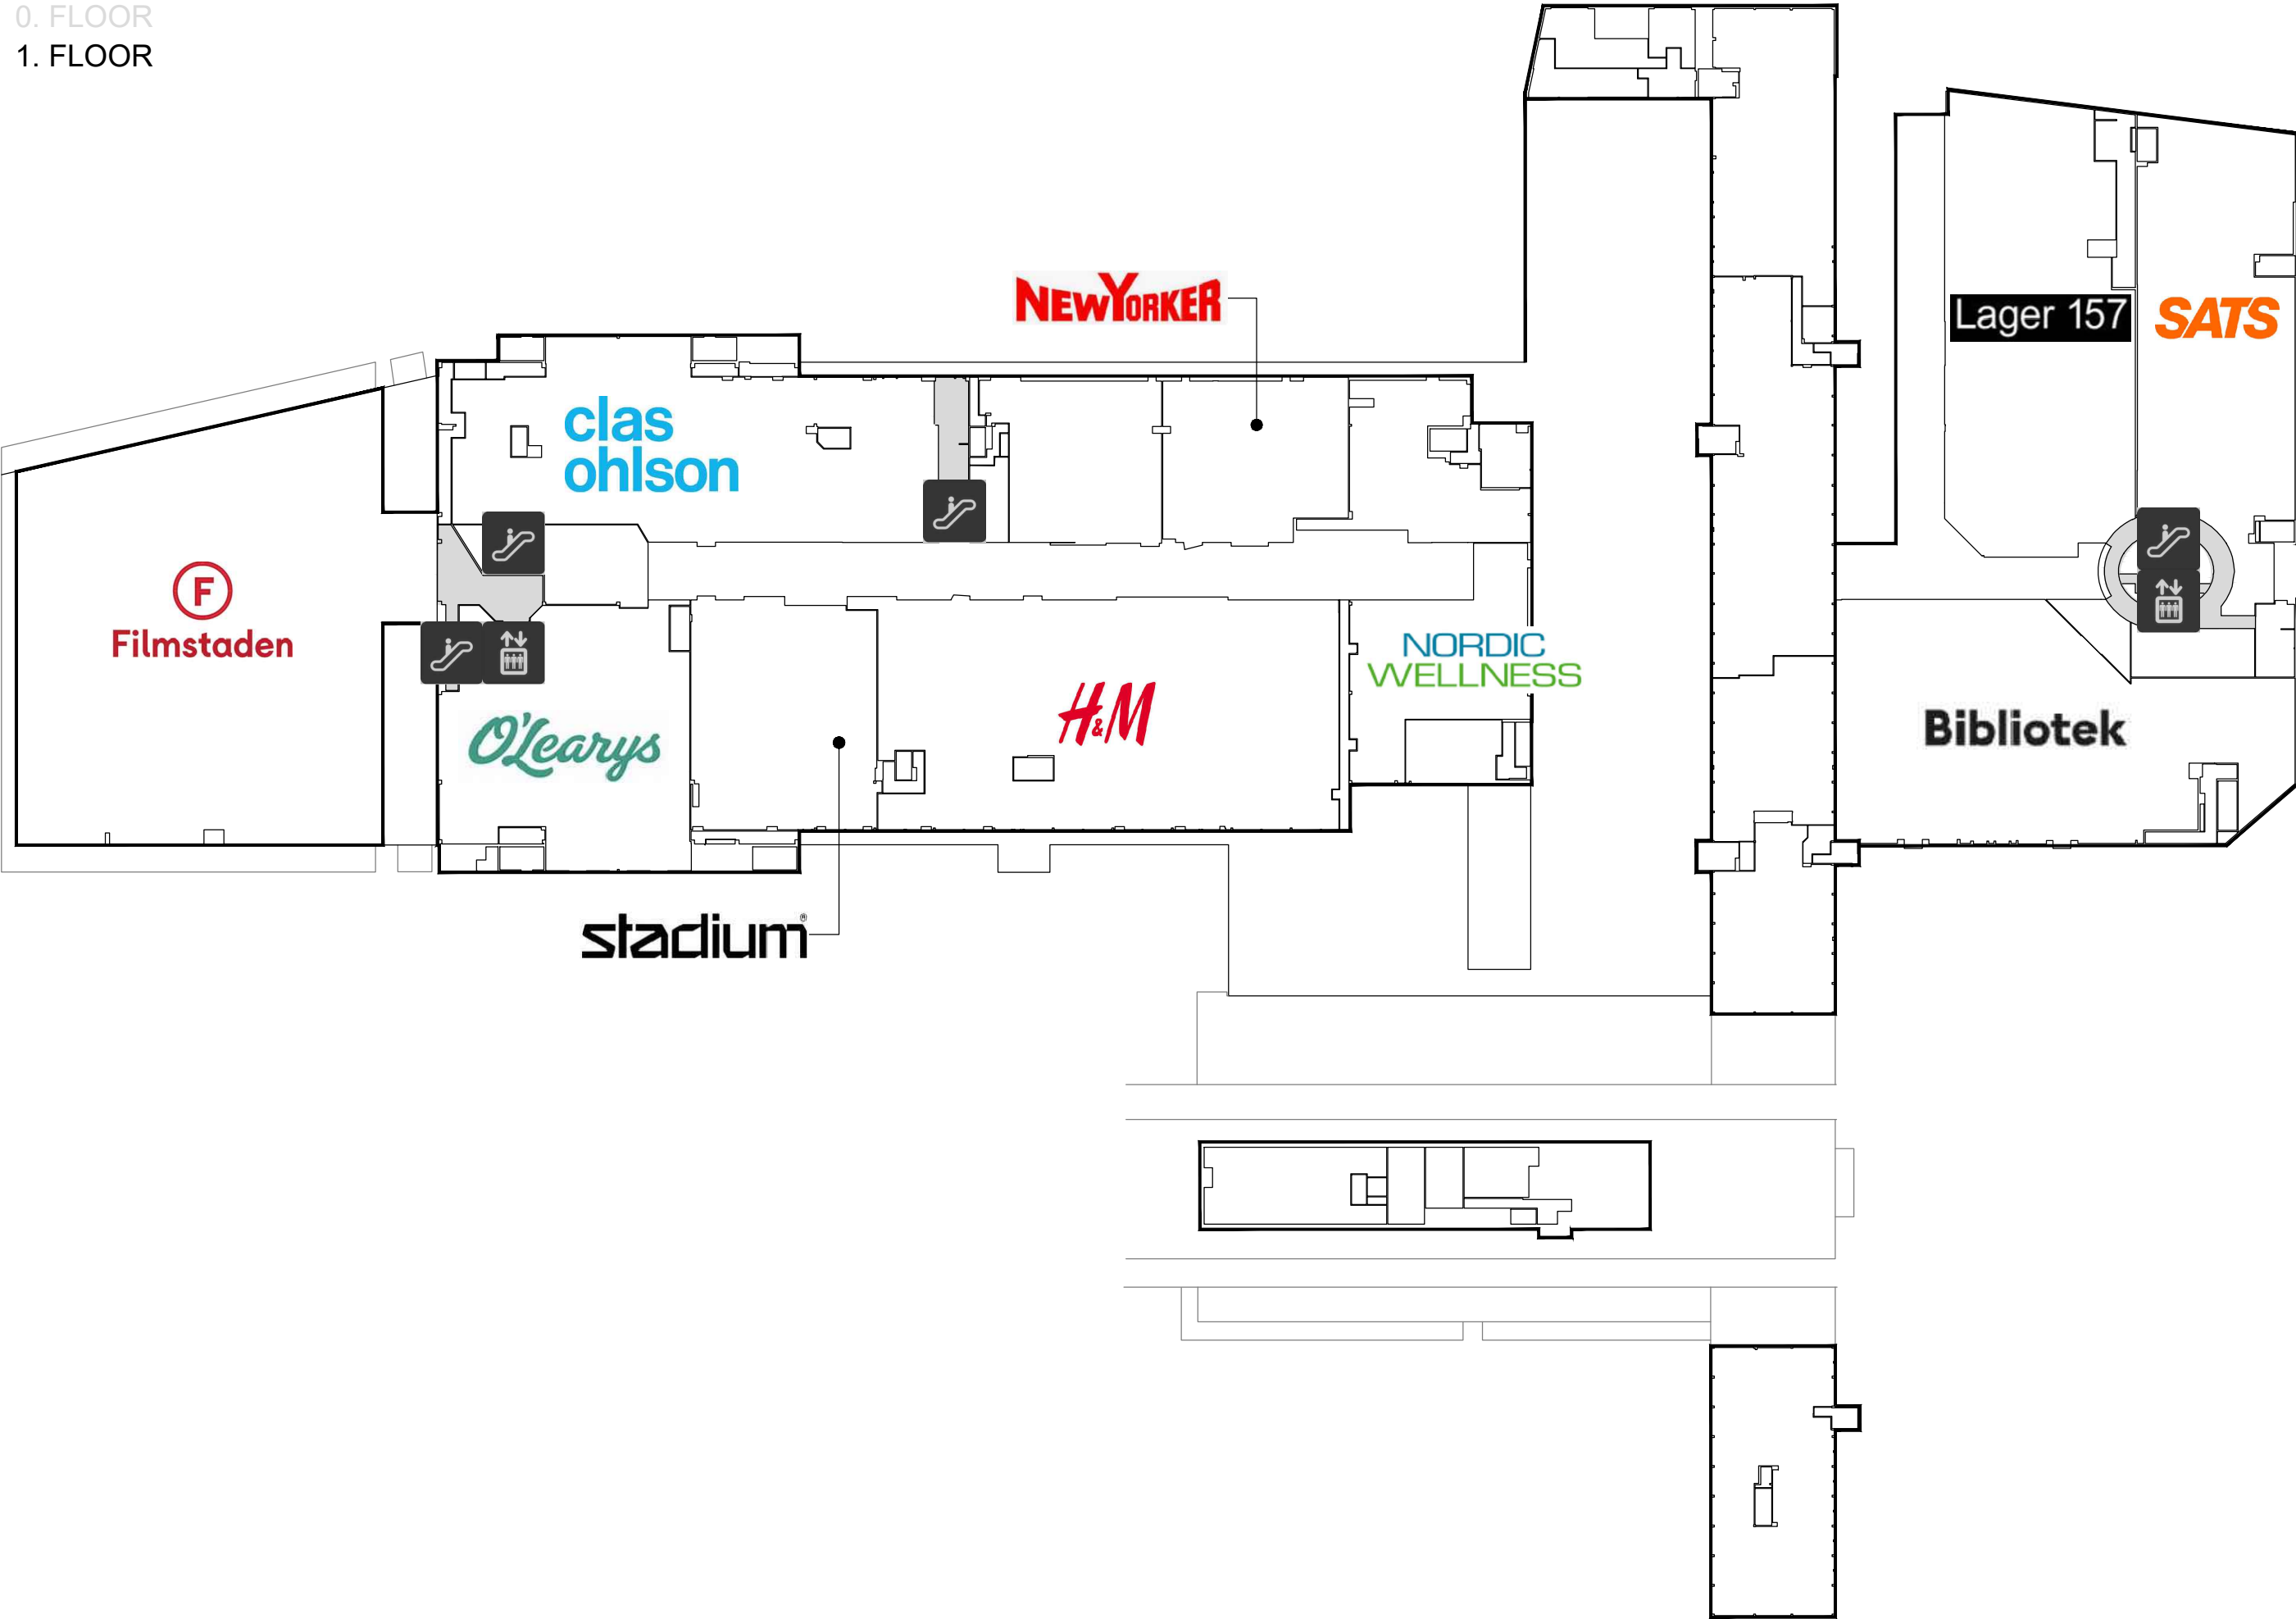 0. FLOOR
1. FLOOR
NEWYORKER
Lager 157
SATS
clas
ohlson
F
Filmstaden
NORDIC
WELLNESS
H&M
O'Learys
Bibliotek
stadium®